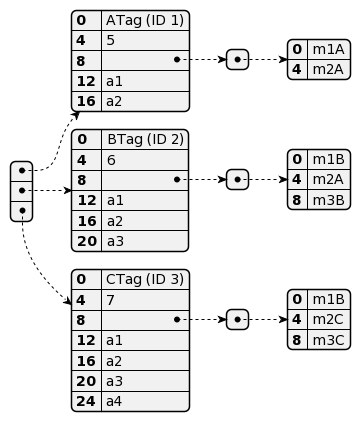 0 ATag (ID 1)
4 5
8
12 a1
16 a2
0 m1A
4 m2A
0 BTag (ID 2)
4 6
8
12 a1
16 a2
20 a3
0 m1B
4 m2A
8 m3B
0 CTag (ID 3)
4 7
8
12 a1
16 a2
20 a3
24 a4
0 m1B
4 m2C
8 m3C